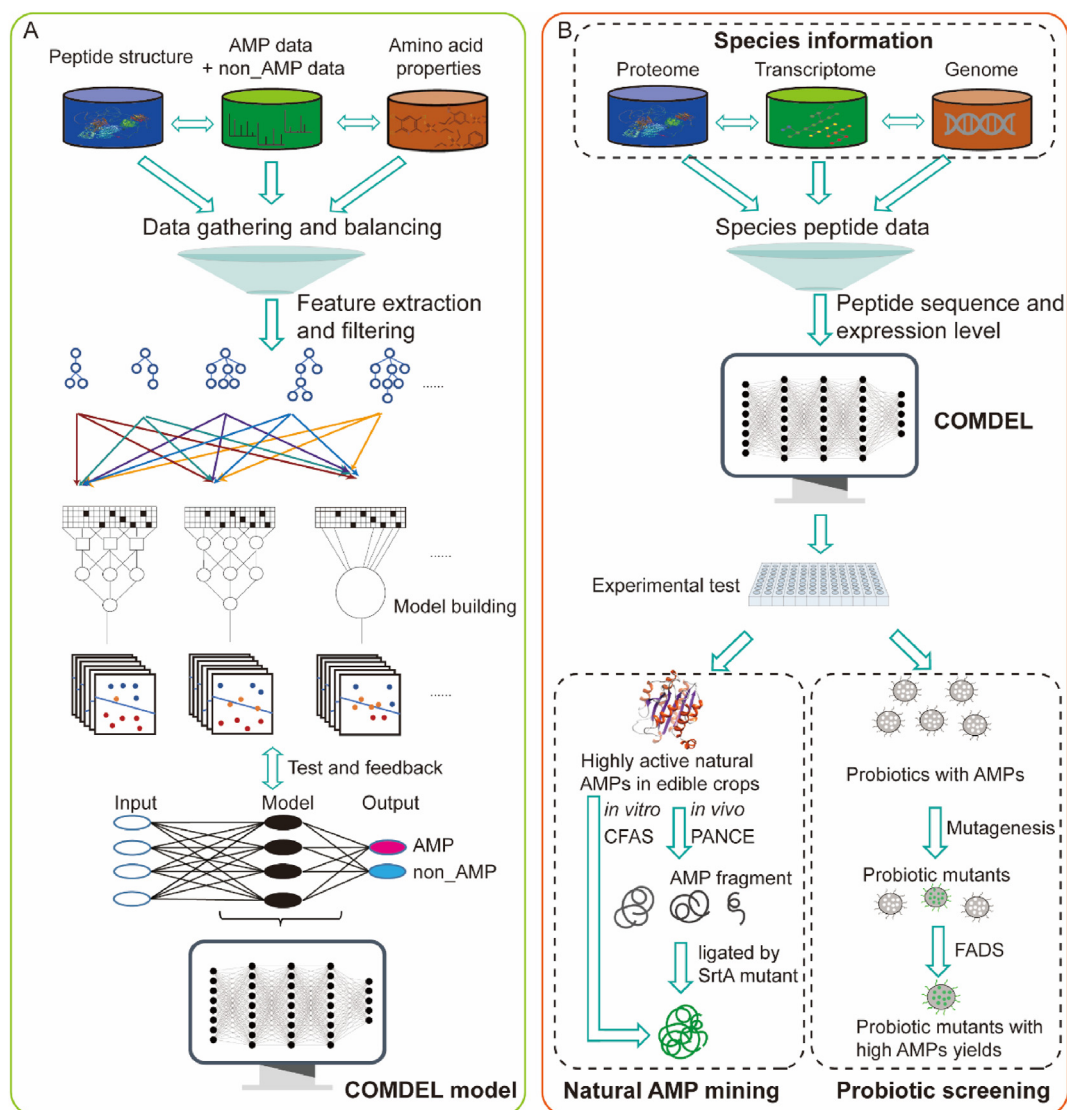 A
Peptide structure
AMP data
+ non_AMP data
Amino acid
properties
Data gathering and balancing
Feature extraction
and filtering
......
......
Model building
......
Test and feedback
Input
Model
Output
AMP
non_AMP
COMDEL model
B
Species information
Proteome
Transcriptome
Genome
Species peptide data
Peptide sequence and
expression level
COMDEL
Experimental test
Highly active natural
AMPs in edible crops
in vitro
CFAS
in vivo
PANCE
AMP fragment
ligated by
SrtA mutant
Natural AMP mining
Probiotics with AMPs
Mutagenesis
Probiotic mutants
FADS
Probiotic mutants with
high AMPs yields
Probiotic screening